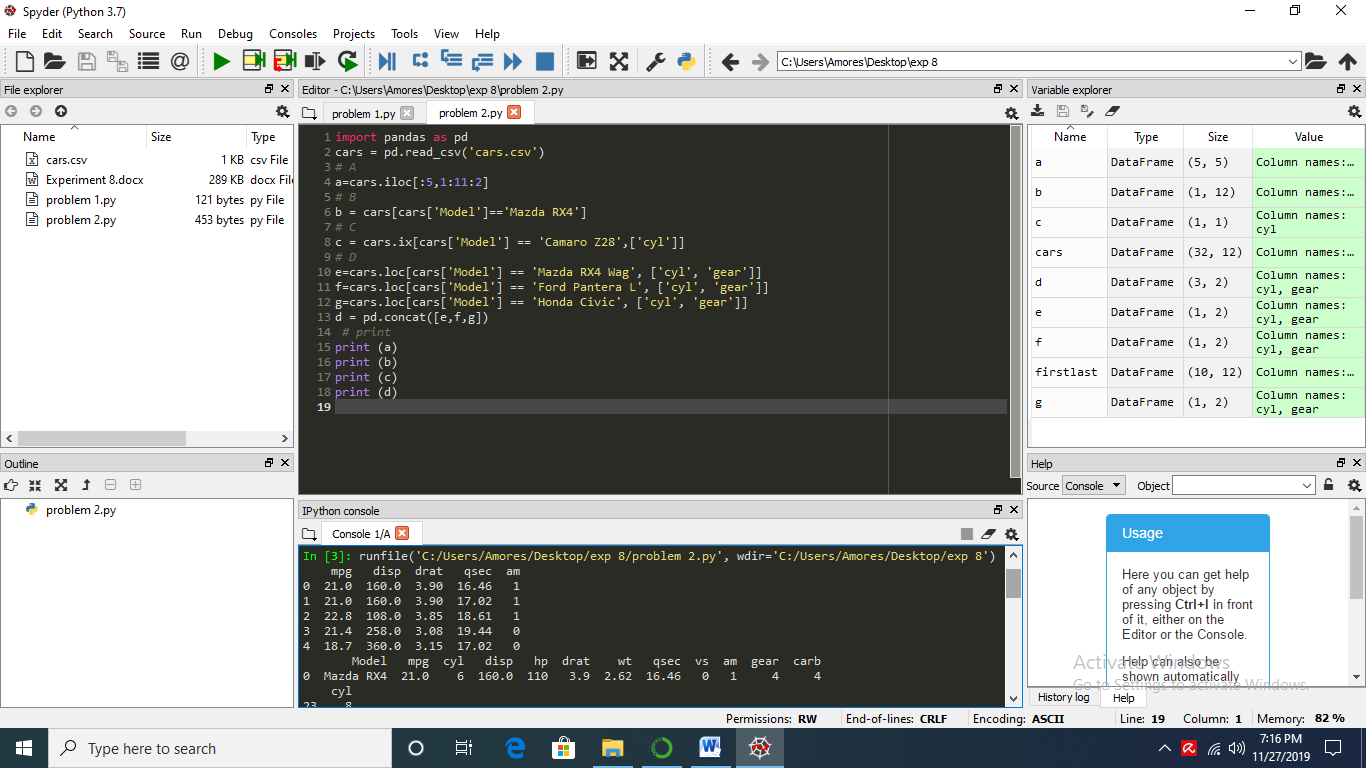 Spyder (Python 3.7)
File Edit Search Source Run Debug Consoles Projects Tools View Help
C:\Users\Amores\Desktop\exp 8
File explorer
Name Size Type
cars.csv 1 KB csv File
Experiment 8.docx 289 KB docx Fil
problem 1.py 121 bytes py File
problem 2.py 453 bytes py File
Outline
problem 2.py
Editor - C:\Users\Amores\Desktop\exp 8\problem 2.py
problem 1.py problem 2.py
1 import pandas as pd
2 cars = pd.read_csv('cars.csv')
3 # A
4 a=cars.iloc[:5,1:11:2]
5 # B
6 b = cars[cars['Model']=='Mazda RX4']
7 # C
8 c = cars.ix[cars['Model'] == 'Camaro Z28',['cyl']]
9 # D
10 e=cars.loc[cars['Model'] == 'Mazda RX4 Wag', ['cyl', 'gear']]
11 f=cars.loc[cars['Model'] == 'Ford Pantera L', ['cyl', 'gear']]
12 g=cars.loc[cars['Model'] == 'Honda Civic', ['cyl', 'gear']]
13 d = pd.concat([e,f,g])
14 # print
15 print (a)
16 print (b)
17 print (c)
18 print (d)
19
IPython console
Console 1/A
In [3]: runfile('C:/Users/Amores/Desktop/exp 8/problem 2.py', wdir='C:/Users/Amores/Desktop/exp 8')
mpg disp drat qsec am
0 21.0 160.0 3.90 16.46 1
1 21.0 160.0 3.90 17.02 1
2 22.8 108.0 3.85 18.61 1
3 21.4 258.0 3.08 19.44 0
4 18.7 360.0 3.15 17.02 0
Model mpg cyl disp hp drat wt qsec vs am gear carb
0 Mazda RX4 21.0 6 160.0 110 3.9 2.62 16.46 0 1 4 4
cyl
23 8
Variable explorer
Name Type Size Value
a DataFrame (5, 5) Column names:…
b DataFrame (1, 12) Column names:…
c DataFrame (1, 1) Column names:
cyl
cars DataFrame (32, 12) Column names:…
d DataFrame (3, 2) Column names:
cyl, gear
e DataFrame (1, 2) Column names:
cyl, gear
f DataFrame (1, 2) Column names:
cyl, gear
firstlast DataFrame (10, 12) Column names:…
g DataFrame (1, 2) Column names:
cyl, gear
Help
Source Console Object
Usage
Here you can get help
of any object by
pressing Ctrl+I in front
of it, either on the
Editor or the Console.
Help can also be
shown automatically
Activate Windows
Go to Settings to activate Windows.
History log Help
Permissions: RW End-of-lines: CRLF Encoding: ASCII Line: 19 Column: 1 Memory: 82 %
Type here to search
7:16 PM
11/27/2019